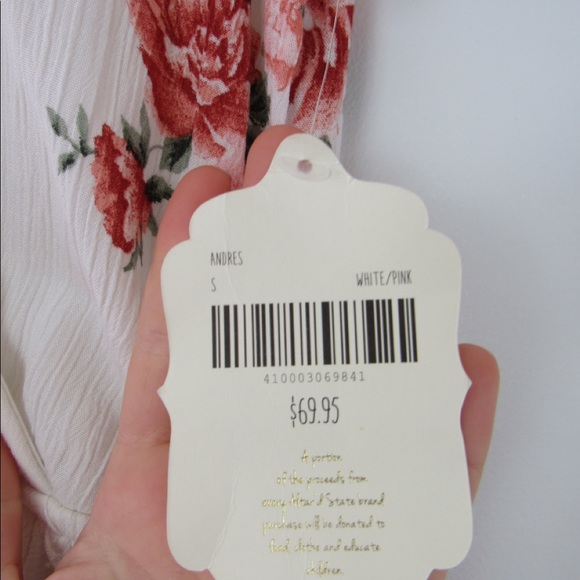 ANDRES
S WHITE/PINK
410003069841
$69.95
A portion
of the proceeds from
every Altar'd State brand
purchase will be donated to
feed, clothe and educate
children.